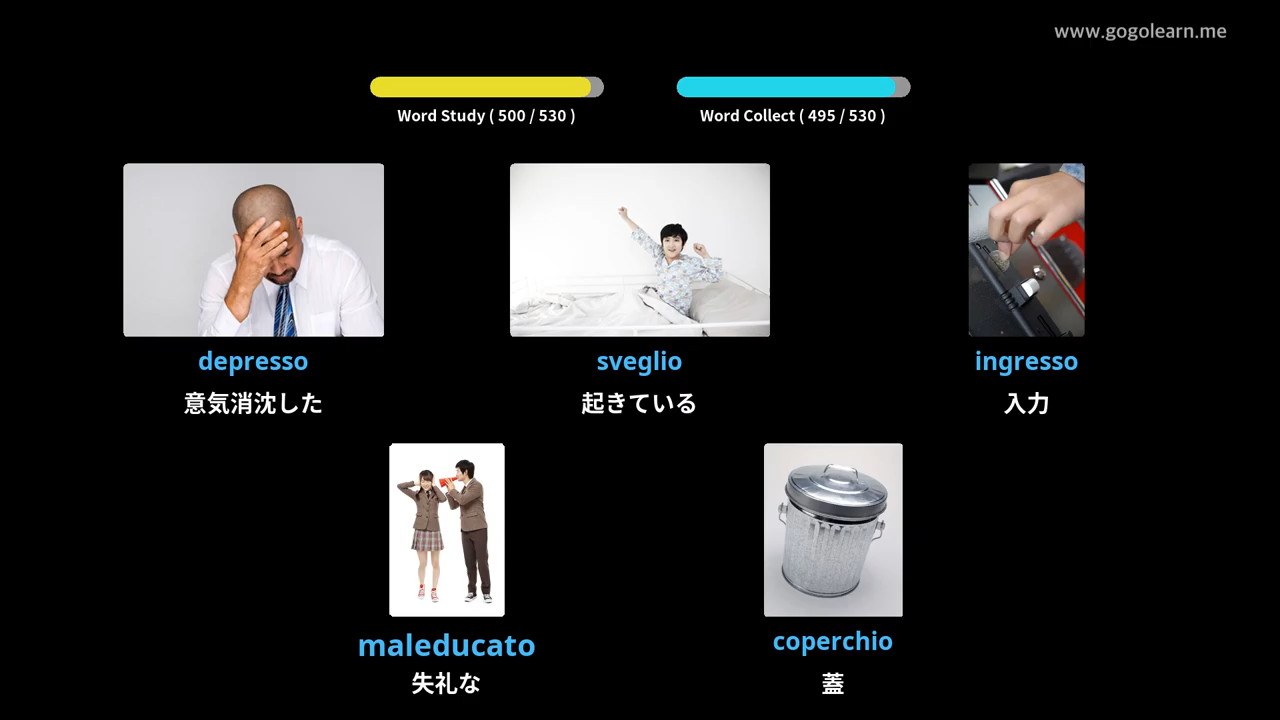 www.gogolearn.me
Word Study ( 500 / 530 )
Word Collect ( 495 / 530 )
depresso
意気消沈した
sveglio
起きている
ingresso
入力
maleducato
失礼な
coperchio
蓋